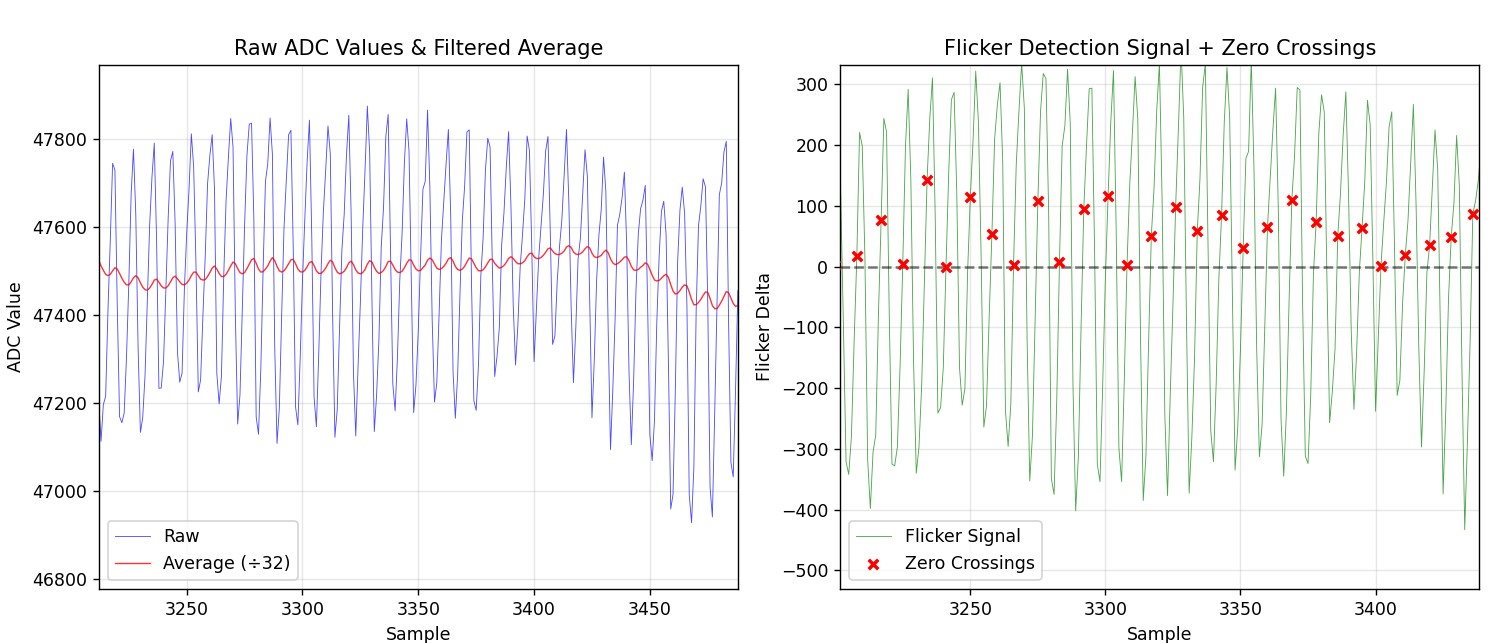 Raw ADC Values & Filtered Average
ADC Value
47800
47600
47400
47200
47000
46800
Raw
Average (÷32)
3250 3300 3350 3400 3450
Sample
Flicker Detection Signal + Zero Crossings
Flicker Delta
300
200
100
0
−100
−200
−300
−400
−500
Flicker Signal
Zero Crossings
3250 3300 3350 3400
Sample